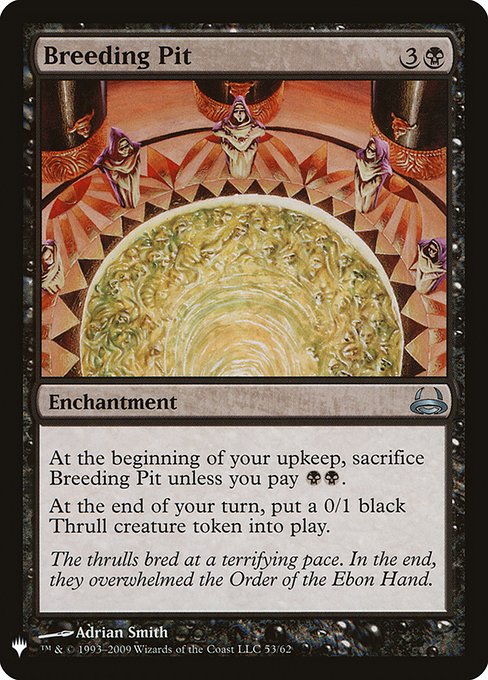 Breeding Pit 3
Enchantment
At the beginning of your upkeep, sacrifice
Breeding Pit unless you pay .
At the end of your turn, put a 0/1 black
Thrull creature token into play.
The thrulls bred at a terrifying pace. In the end,
they overwhelmed the Order of the Ebon Hand.
Adrian Smith
™ & © 1993–2009 Wizards of the Coast LLC 53/62